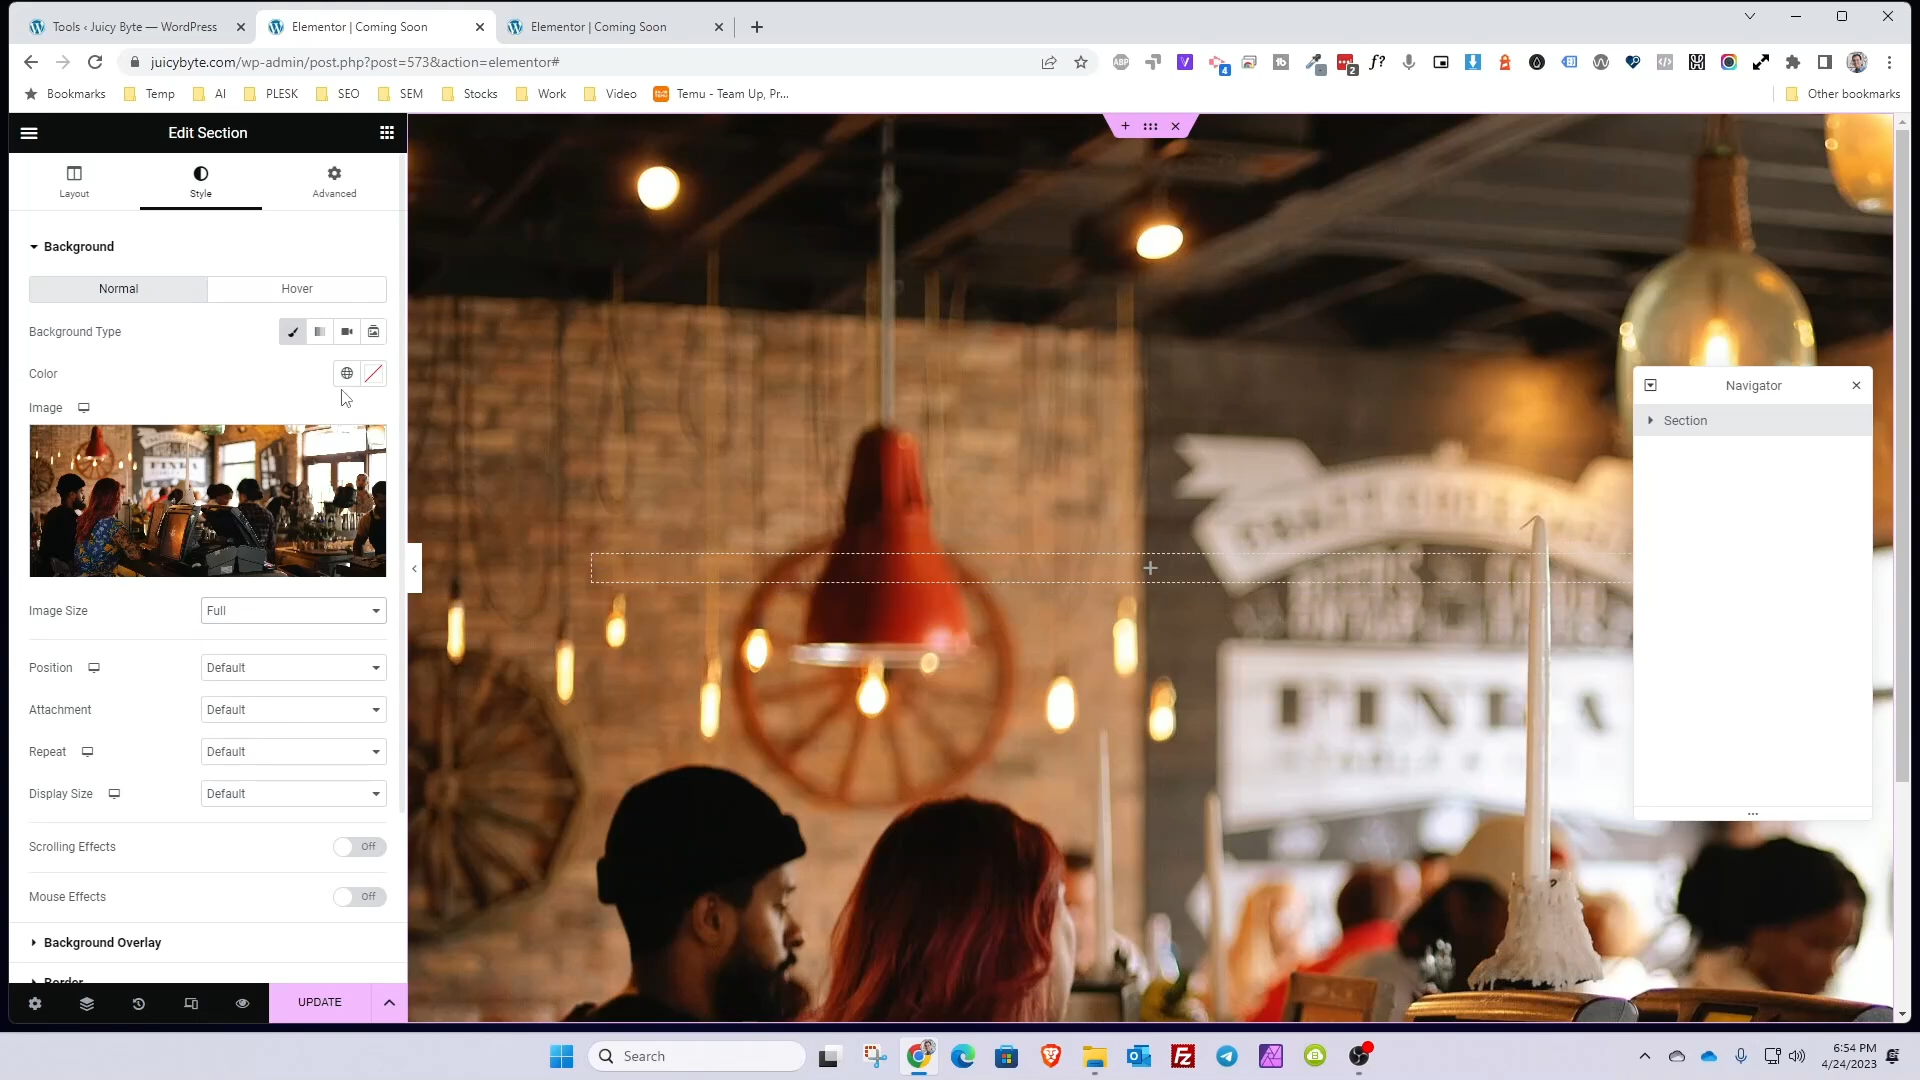 Tools ‹ Juicy Byte — WordPress
Elementor | Coming Soon
Elementor | Coming Soon
juicybyte.com/wp-admin/post.php?post=573&action=elementor#
ABP
4
2
f?
Bookmarks
Temp
AI
PLESK
SEO
SEM
Stocks
Work
Video
Temu - Team Up, Pr...
Other bookmarks
Edit Section
Layout
Style
Advanced
Background
Normal
Hover
Background Type
Color
Image
Image Size
Full
Position
Default
Attachment
Default
Repeat
Default
Display Size
Default
Scrolling Effects
Off
Mouse Effects
Off
Background Overlay
Border
UPDATE
Navigator
Section
Search
6:54 PM
4/24/2023